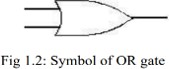 Fig 1.2: Symbol of OR gate